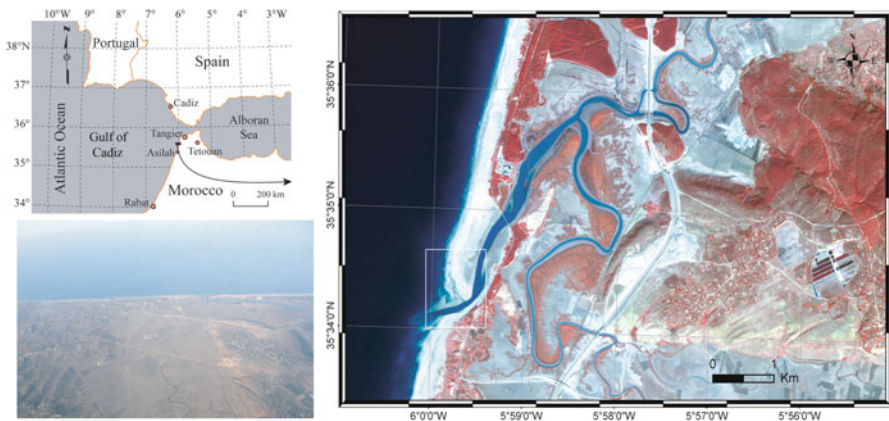 10°W 9° 8° 7° 6° 5° 4° 3°W
38°N
Portugal
Spain
37°
Cadiz
36°
Tangier
Alboran
Sea
Gulf of
Cadiz
Atlantic Ocean
Asilah
Tetouan
35°
Morocco
0 200 km
Rabat
34°
N
E
S
35°36'0"N
35°35'0"N
35°34'0"N
0 1
Km
6°0'0"W 5°59'0"W 5°58'0"W 5°57'0"W 5°56'0"W